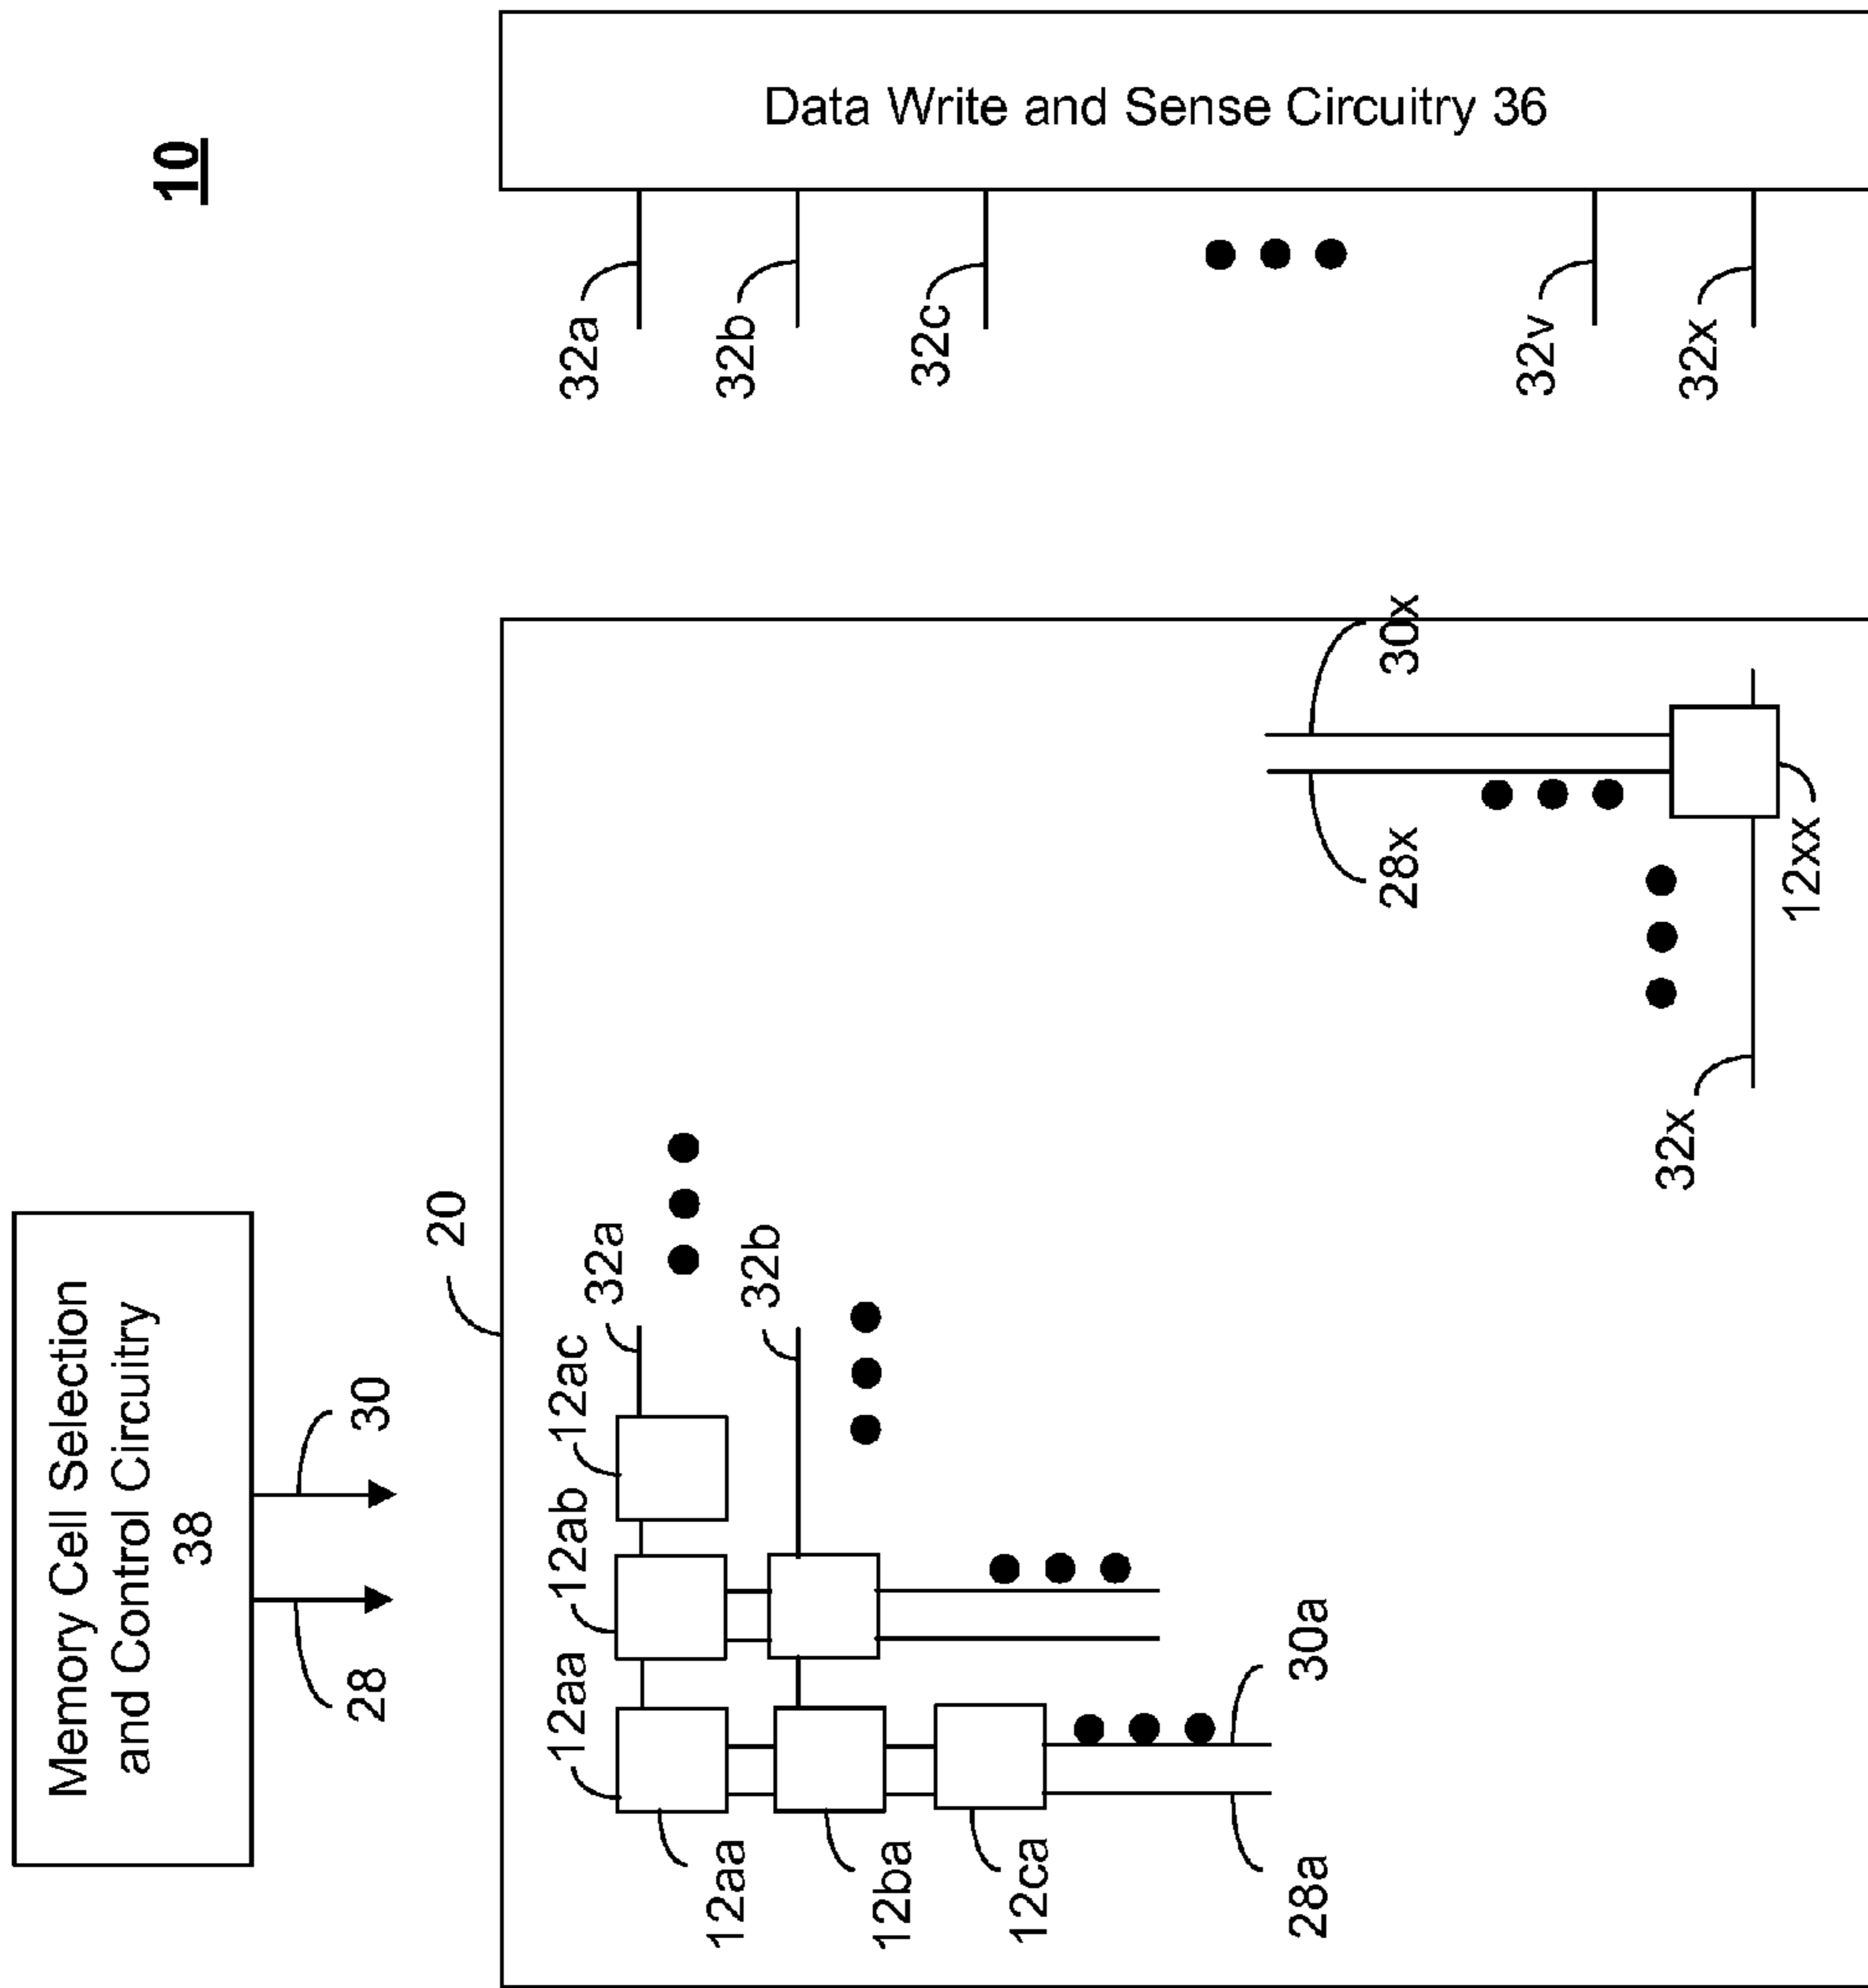 10
Data Write and Sense Circuitry 36
32a
32b
32c
32v
32x
Memory Cell Selection
and Control Circuitry
38
28
30
20
12aa
12ab
12ac
32a
32b
12aa
12ba
12ca
28a
30a
28x
30x
32x
12xx